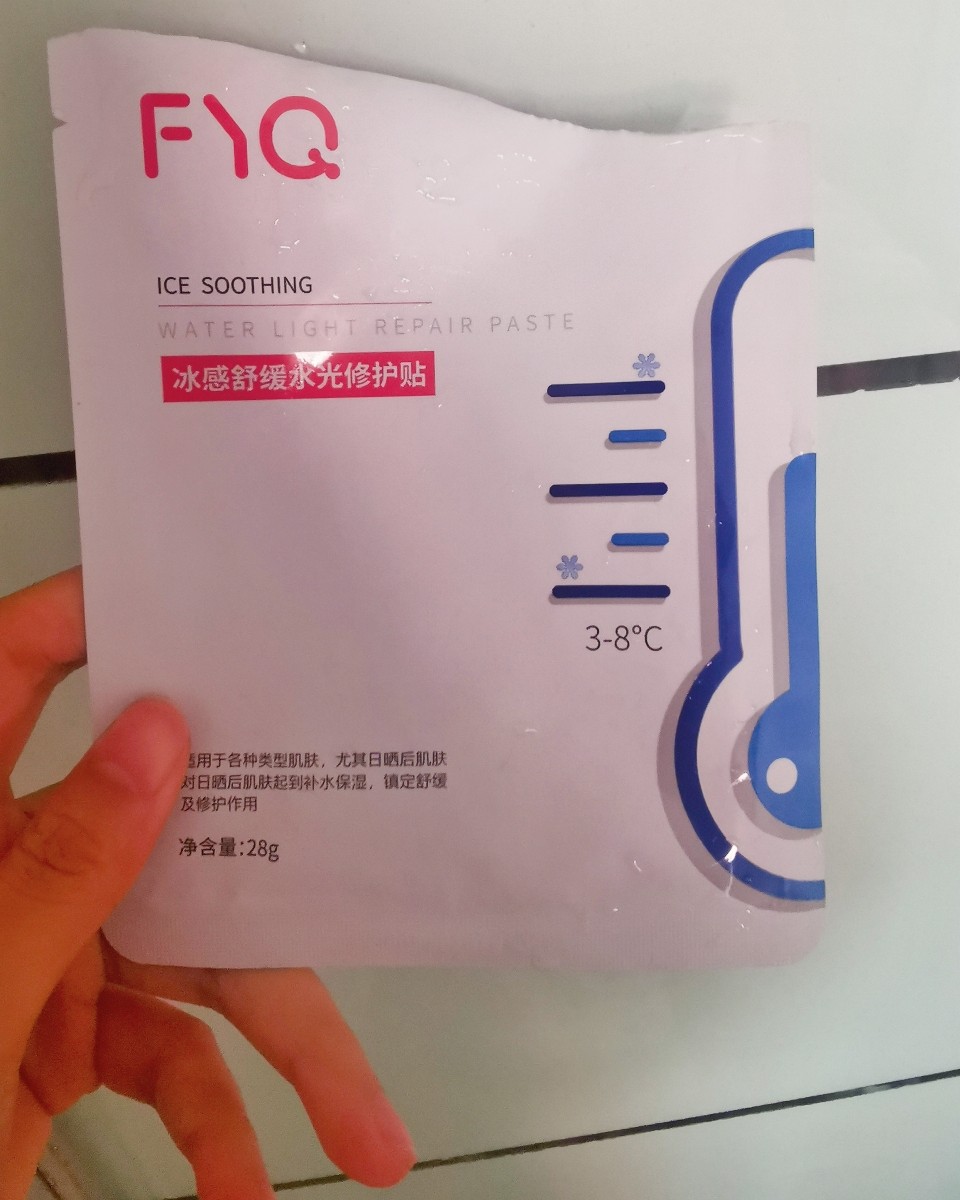 FYQ
ICE SOOTHING
WATER LIGHT REPAIR PASTE
冰感舒缓水光修护贴
3-8°C
适用于各种类型肌肤，尤其日晒后肌肤
对日晒后肌肤起到补水保湿，镇定舒缓
及修护作用
净含量：28g